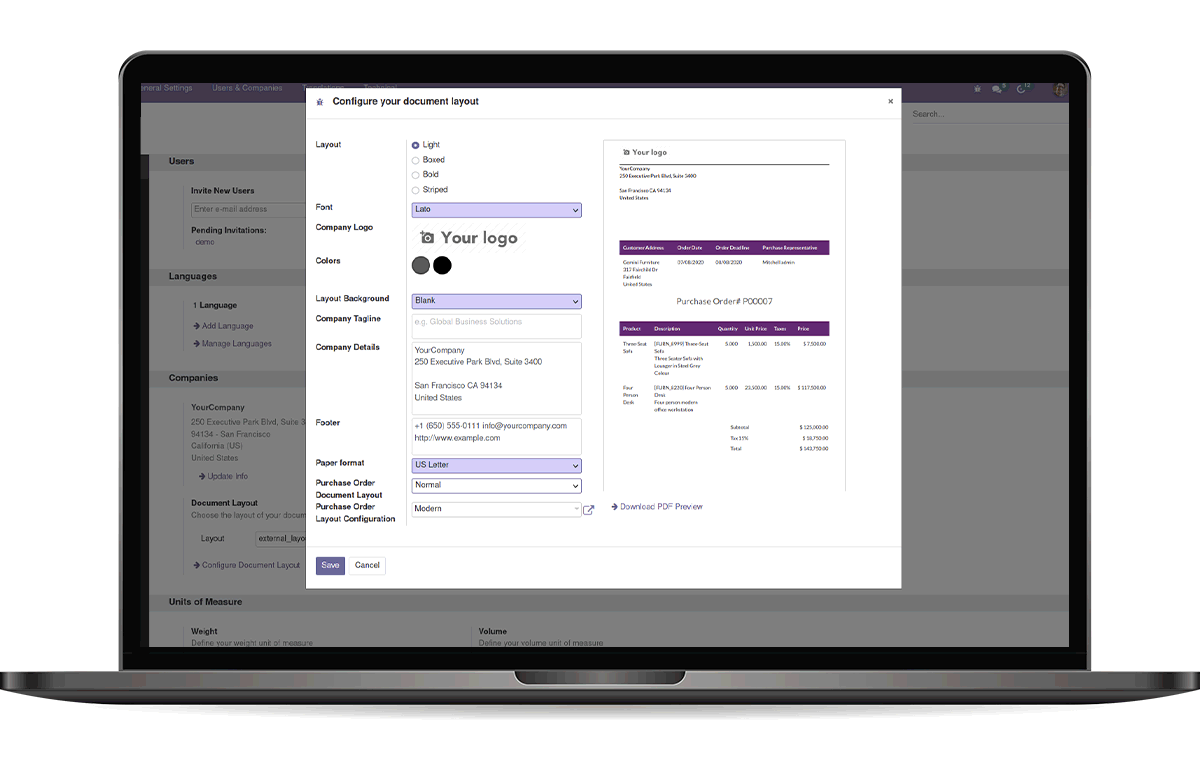 eneral Settings Users & Companies
Search...
Configure your document layout ×
Users
Invite New Users
Enter e-mail address
Pending Invitations:
demo
Languages
1 Language
Add Language
Manage Languages
Companies
YourCompany
250 Executive Park Blvd, Suite 3
94134 - San Francisco
California (US)
United States
Update Info
Document Layout
Choose the layout of your docum
Layout external_layou
Configure Document Layout
Units of Measure
Weight
Define your weight unit of measure
Volume
Define your volume unit of measure
Layout
Light
Boxed
Bold
Striped
Font Lato
Company Logo Your logo
Colors
Layout Background Blank
Company Tagline e.g. Global Business Solutions
Company Details YourCompany
250 Executive Park Blvd, Suite 3400
San Francisco CA 94134
United States
Footer +1 (650) 555-0111 info@yourcompany.com
http://www.example.com
Paper format US Letter
Purchase Order
Document Layout
Normal
Purchase Order
Layout Configuration
Modern
Save Cancel
Your logo
YourCompany
250 Executive Park Blvd, Suite 3400
San Francisco CA 94134
United States
Customer Address Order Date Order Deadline Purchase Representative
Gemini Furniture
317 Fairchild Dr
Fairfield
United States
Mitchell admin
Purchase Order# P00007
Product Description Quantity Unit Price Taxes Price
Three-Seat Sofa
[FURN_8999] Three-Seat Sofa
Three Seater Sofa with
Lounger in Steel Grey
Colour
5.000 1,500.00 15.00% $ 7,500.00
Four Person Desk
[FURN_8220] Four Person Desk
Four person modern
office workstation
5.000 23,500.00 15.00% $ 117,500.00
Subtotal $ 125,000.00
Tax 15% $ 18,750.00
Total $ 143,750.00
Download PDF Preview